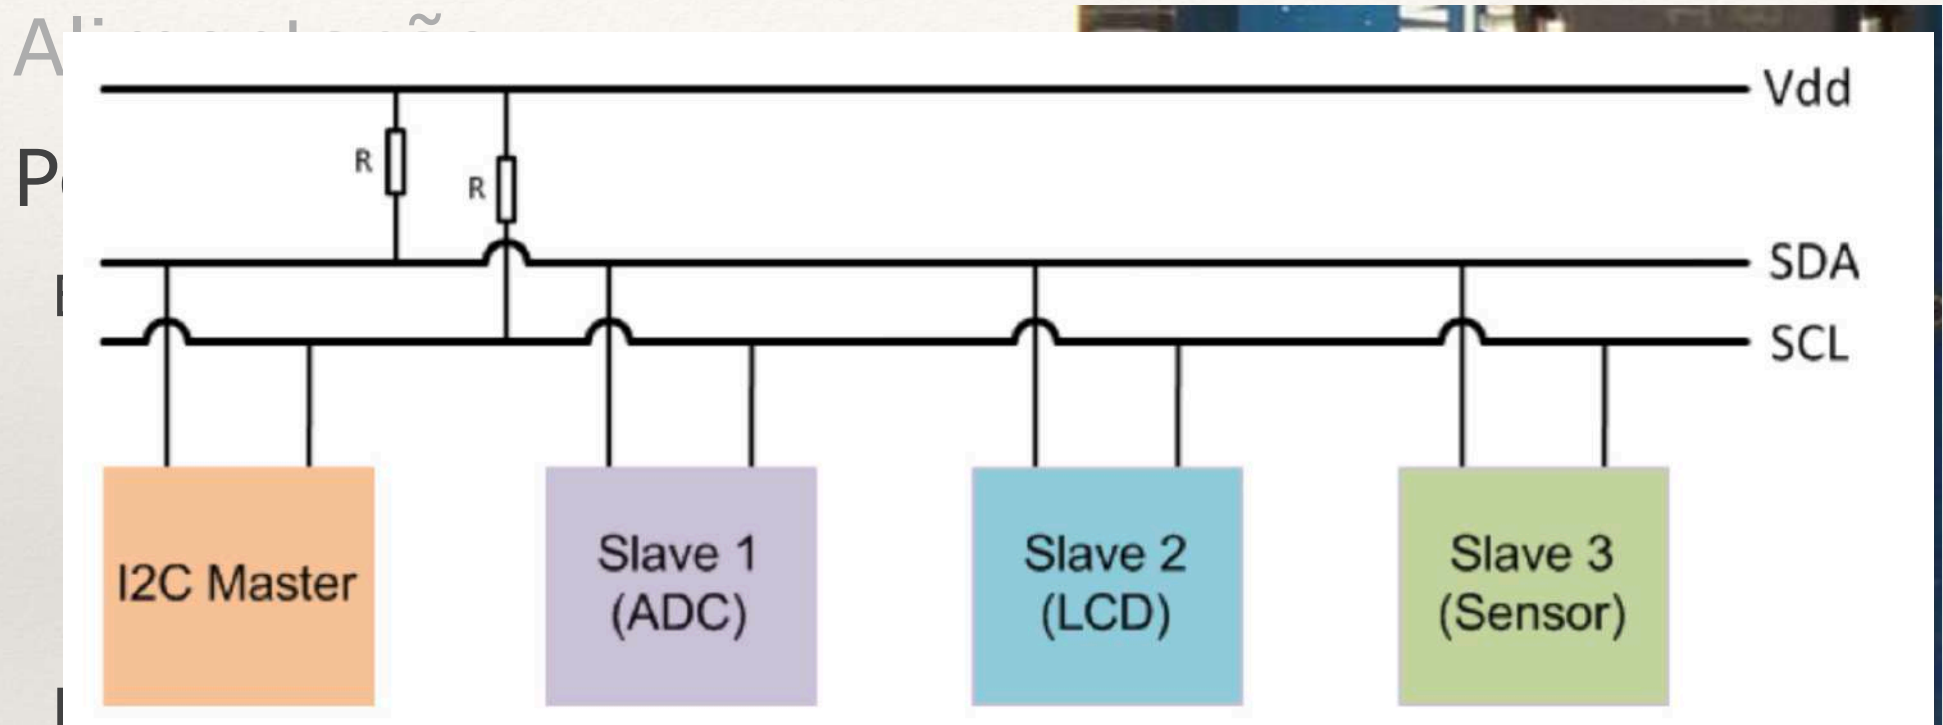 Vdd
R
R
SDA
SCL
I2C Master
Slave 1
(ADC)
Slave 2
(LCD)
Slave 3
(Sensor)